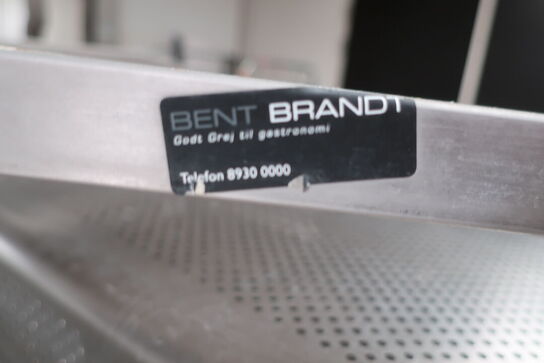 BENT BRANDT
Godt Grej til gastronomi
Telefon 8930 0000